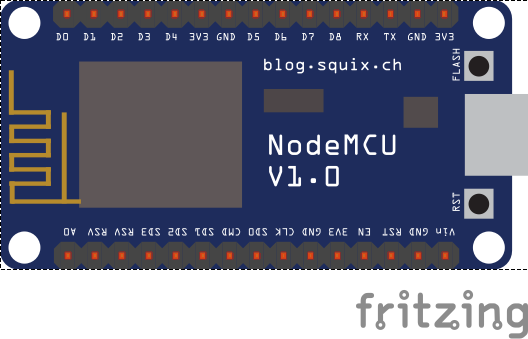 D0 D1 D2 D3 D4 3V3 GND D5 D6 D7 D8 RX TX GND 3V3
FLASH
blog.squix.ch
NodeMCU
V1.0
RST
A0 RSV RSV SD3 SD2 SD1 CMD SD0 CLK GND 3V3 EN RST GND Vin
fritzing